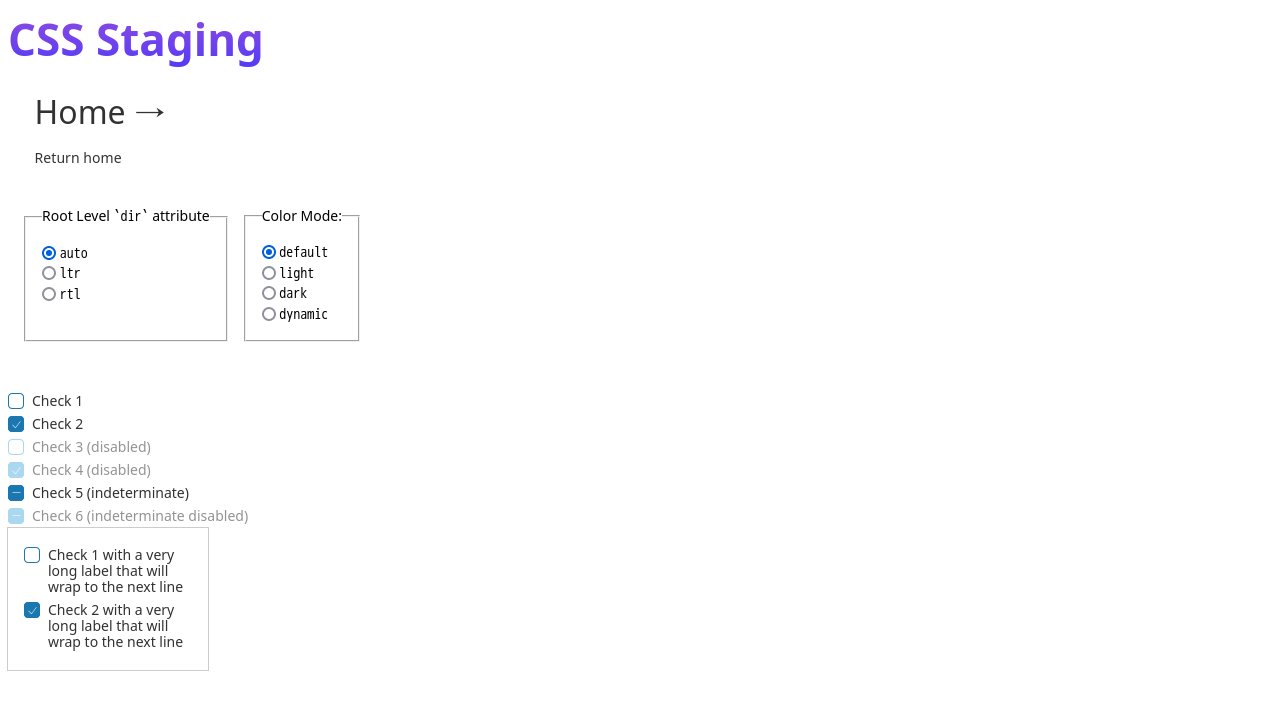 CSS Staging
Home →
Return home
Root Level `dir` attribute
auto
ltr
rtl
Color Mode:
default
light
dark
dynamic
Check 1
Check 2
Check 3 (disabled)
Check 4 (disabled)
Check 5 (indeterminate)
Check 6 (indeterminate disabled)
Check 1 with a very
long label that will
wrap to the next line
Check 2 with a very
long label that will
wrap to the next line